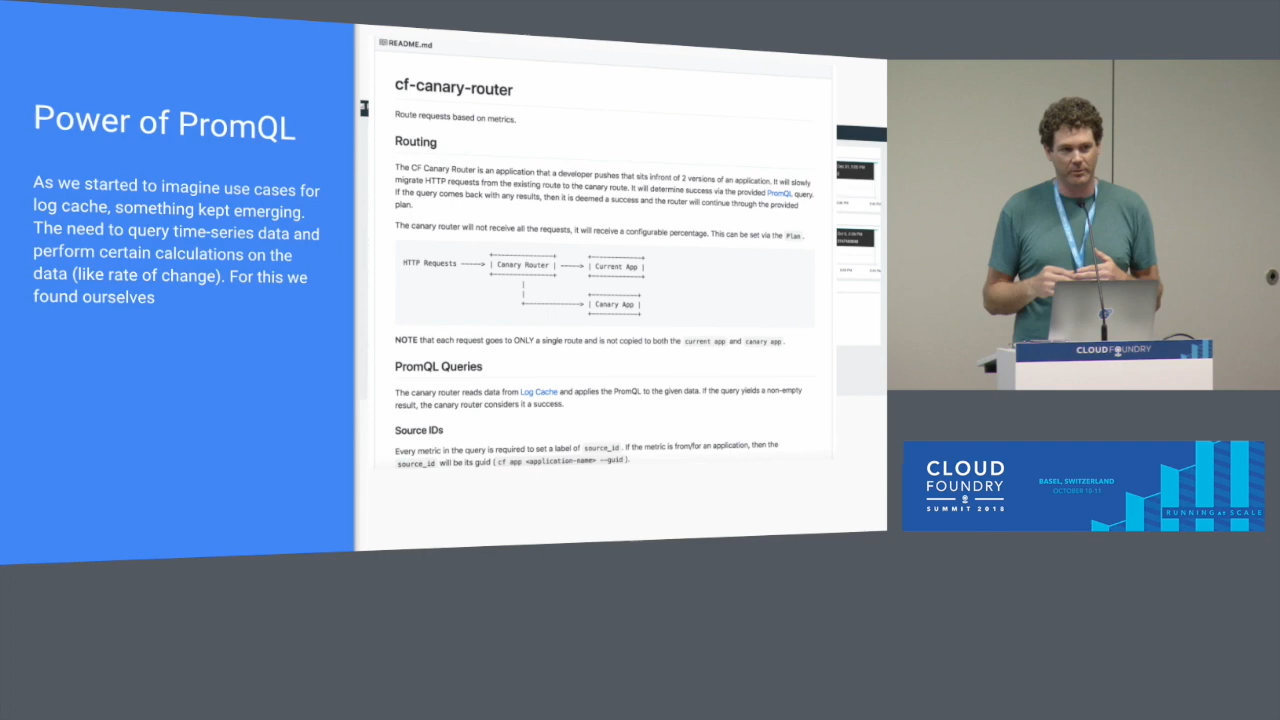 Power of PromQL
As we started to imagine use cases for
log cache, something kept emerging.
The need to query time-series data and
perform certain calculations on the
data (like rate of change). For this we
found ourselves
README.md
cf-canary-router
Route requests based on metrics.
Routing
The CF Canary Router is an application that a developer pushes that sits infront of 2 versions of an application. It will slowly
migrate HTTP requests from the existing route to the canary route. It will determine success via the provided PromQL query.
If the query comes back with any results, then it is deemed a success and the router will continue through the provided
plan.
The canary router will not receive all the requests, it will receive a configurable percentage. This can be set via the Plan .
HTTP Requests -----> | Canary Router | ----> | Current App |
| Canary App |
NOTE that each request goes to ONLY a single route and is not copied to both the current app and canary app .
PromQL Queries
The canary router reads data from Log Cache and applies the PromQL to the given data. If the query yields a non-empty
result, the canary router considers it a success.
Source IDs
Every metric in the query is required to set a label of source_id . If the metric is from/for an application, then the
source_id will be its guid ( cf app <application-name> --guid ).
CLOUD FOUNDRY
CLOUD
FOUNDRY
SUMMIT 2018
BASEL, SWITZERLAND
OCTOBER 10-11
RUNNING AT SCALE